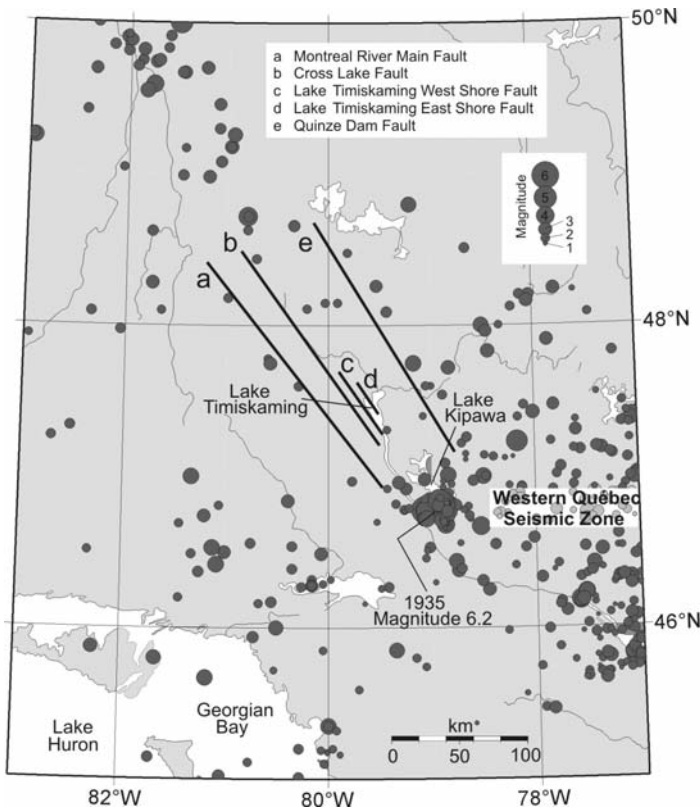 50°N
a Montreal River Main Fault
b Cross Lake Fault
c Lake Timiskaming West Shore Fault
d Lake Timiskaming East Shore Fault
e Quinze Dam Fault
Magnitude
6
5
4
3
2
1
b
e
a
48°N
c
d
Lake
Timiskaming
Lake
Kipawa
Western Québec
Seismic Zone
1935
Magnitude 6.2
46°N
Lake
Huron
Georgian
Bay
km*
0 50 100
82°W 80°W 78°W